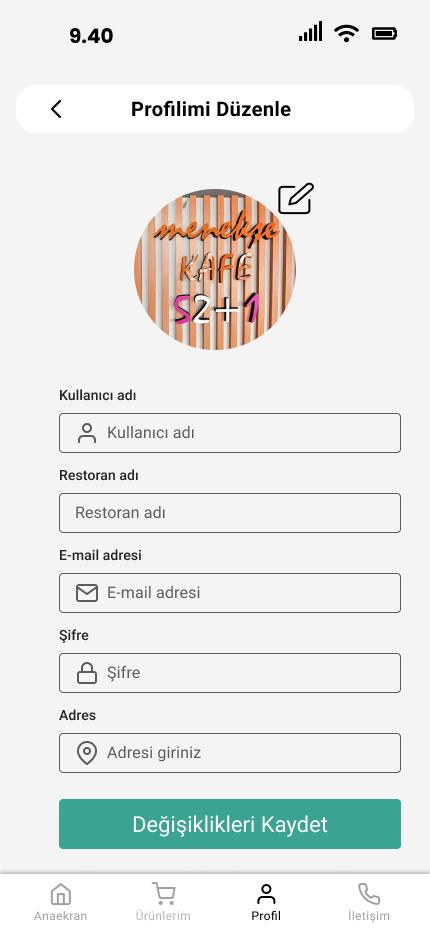 9.40
Profilimi Düzenle
menekşe
KAFE
S2+1
Kullanıcı adı
Kullanıcı adı
Restoran adı
Restoran adı
E-mail adresi
E-mail adresi
Şifre
Şifre
Adres
Adresi giriniz
Değişiklikleri Kaydet
Anaekran
Ürünlerim
Profil
İletişim